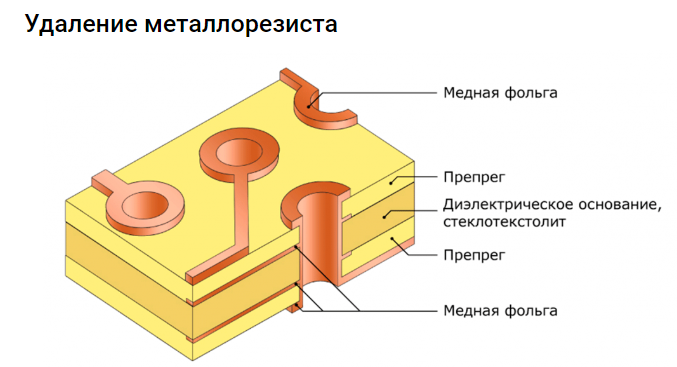 Удаление металлорезиста
Медная фольга
Препрег
Диэлектрическое основание,
стеклотекстолит
Препрег
Медная фольга